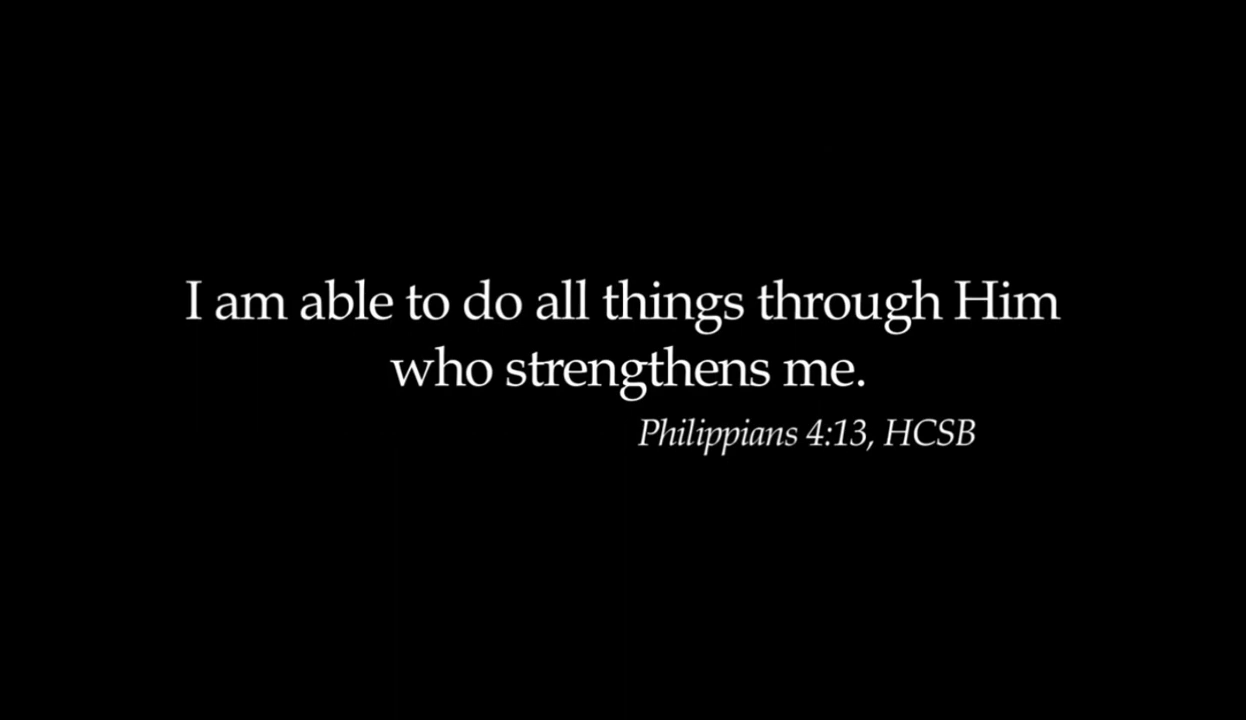 I am able to do all things through Him
who strengthens me.
Philippians 4:13, HCSB